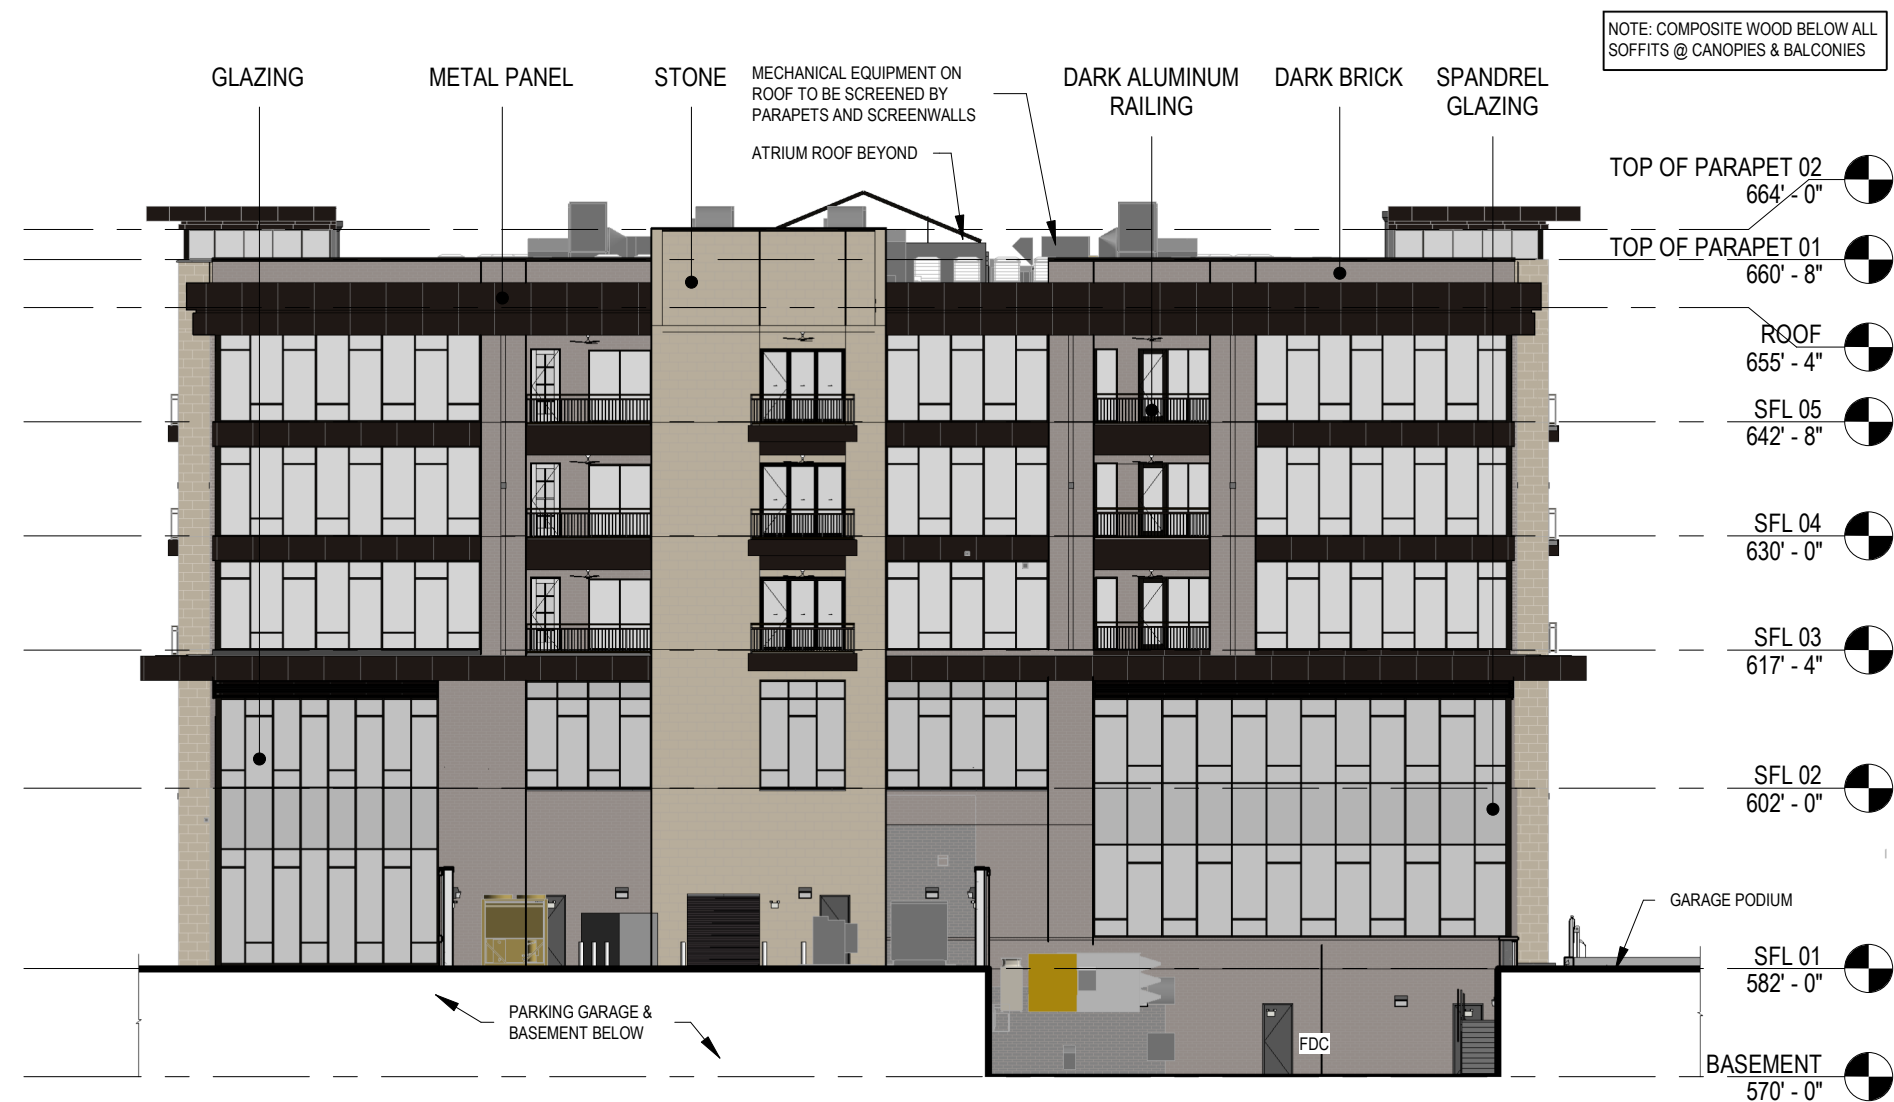 NOTE: COMPOSITE WOOD BELOW ALL
SOFFITS @ CANOPIES & BALCONIES
GLAZING
METAL PANEL
STONE
MECHANICAL EQUIPMENT ON
ROOF TO BE SCREENED BY
PARAPETS AND SCREENWALLS
ATRIUM ROOF BEYOND
DARK ALUMINUM
RAILING
DARK BRICK
SPANDREL
GLAZING
TOP OF PARAPET 02
664' - 0"
TOP OF PARAPET 01
660' - 8"
ROOF
655' - 4"
SFL 05
642' - 8"
SFL 04
630' - 0"
SFL 03
617' - 4"
SFL 02
602' - 0"
GARAGE PODIUM
SFL 01
582' - 0"
PARKING GARAGE &
BASEMENT BELOW
FDC
BASEMENT
570' - 0"